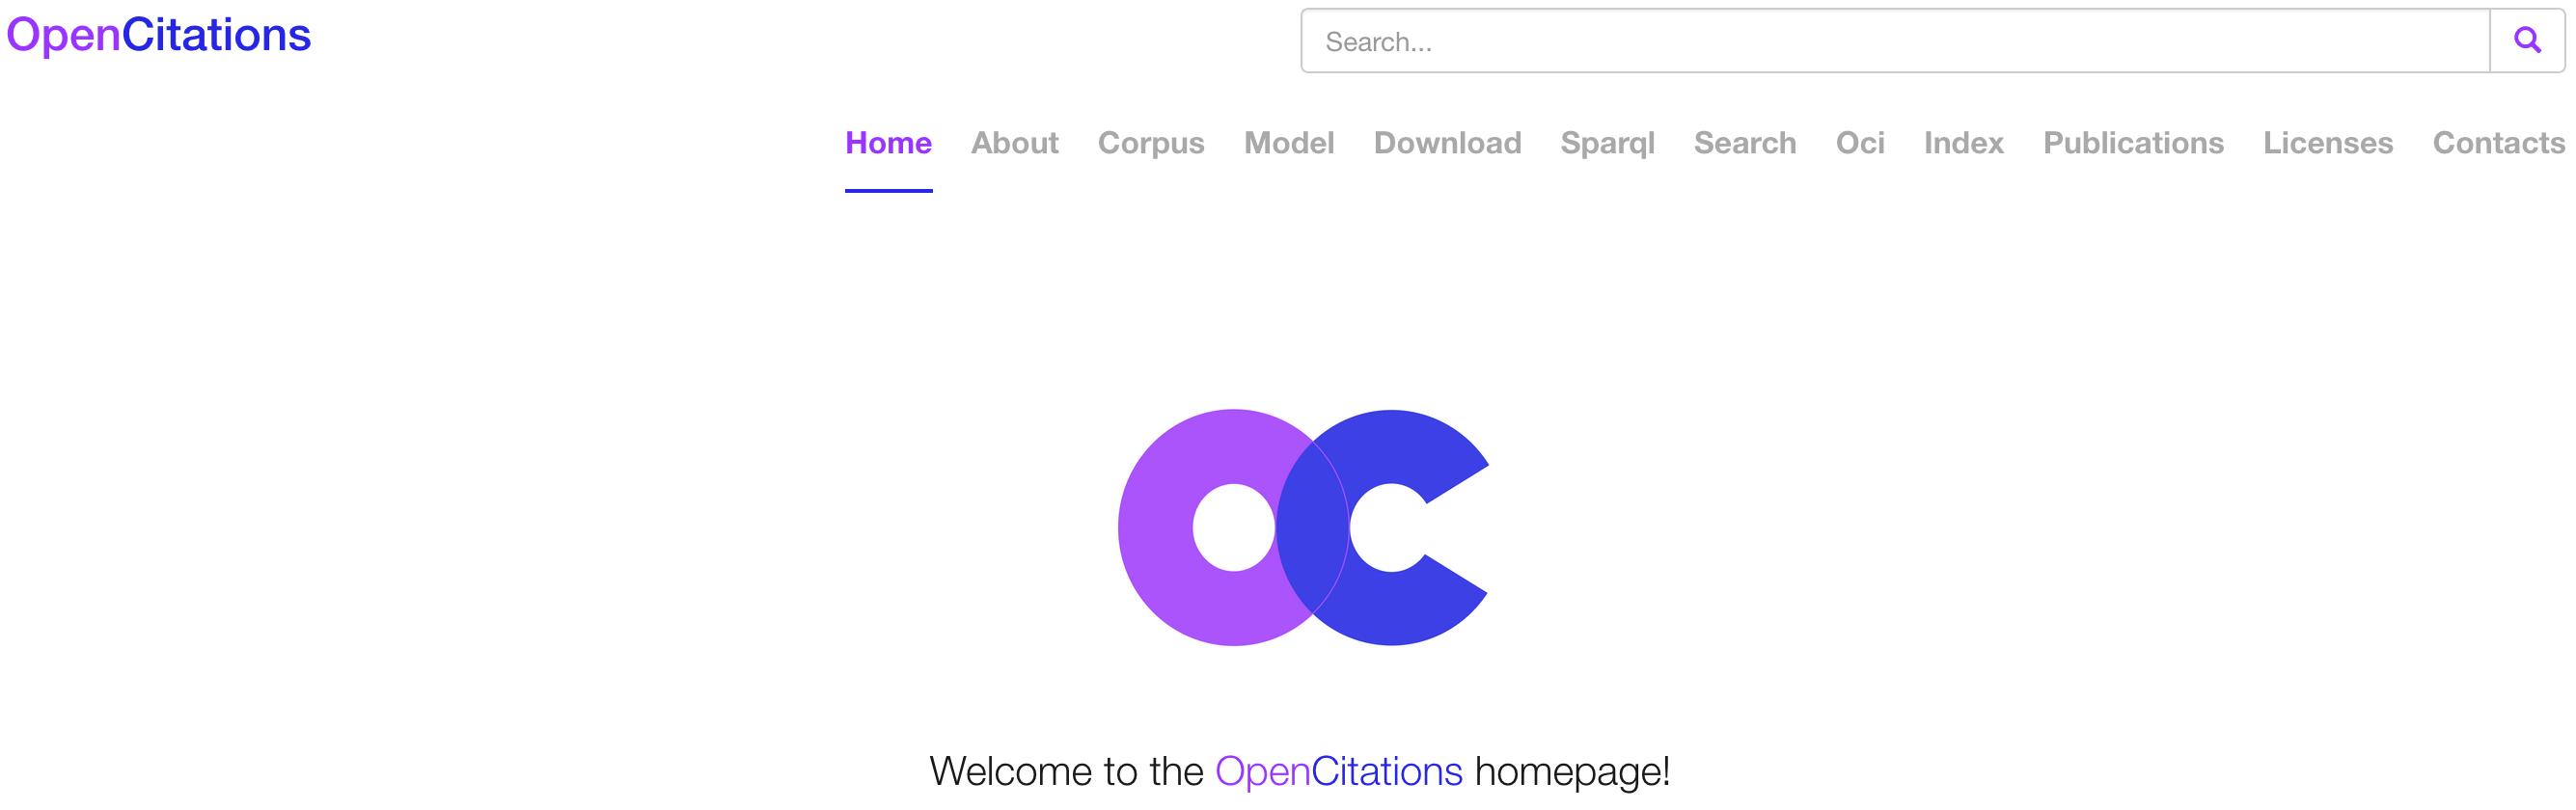 OpenCitations
Search...
Home About Corpus Model Download Sparql Search Oci Index Publications Licenses Contacts
OC
Welcome to the OpenCitations homepage!